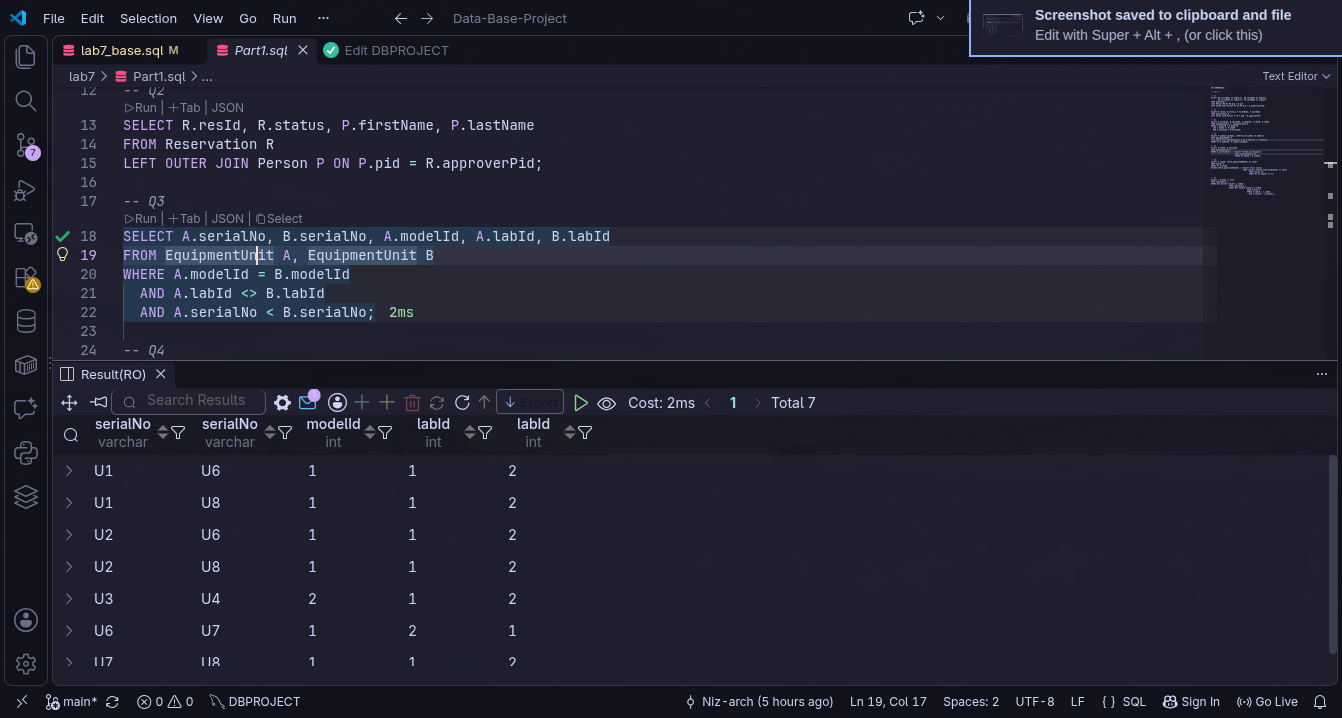 File Edit Selection View Go Run ··· Data-Base-Project
Screenshot saved to clipboard and file
Edit with Super + Alt + , (or click this)
lab7_base.sql M Part1.sql Edit DBPROJECT
lab7 > Part1.sql > ... Text Editor
12 -- Q2
Run | +Tab | JSON
13 SELECT R.resId, R.status, P.firstName, P.lastName
14 FROM Reservation R
15 LEFT OUTER JOIN Person P ON P.pid = R.approverPid;
16
17 -- Q3
Run | +Tab | JSON | Select
18 SELECT A.serialNo, B.serialNo, A.modelId, A.labId, B.labId
19 FROM EquipmentUnit A, EquipmentUnit B
20 WHERE A.modelId = B.modelId
21 AND A.labId <> B.labId
22 AND A.serialNo < B.serialNo; 2ms
23
24 -- Q4
7
Result(RO)
Search Results 1 Export Cost: 2ms < 1 > Total 7
serialNo serialNo modelId labId labId
varchar varchar int int int
U1 U6 1 1 2
U1 U8 1 1 2
U2 U6 1 1 2
U2 U8 1 1 2
U3 U4 2 1 2
U6 U7 1 2 1
U7 U8 1 1 2
main* 0 0 DBPROJECT Niz-arch (5 hours ago) Ln 19, Col 17 Spaces: 2 UTF-8 LF { } SQL Sign In Go Live